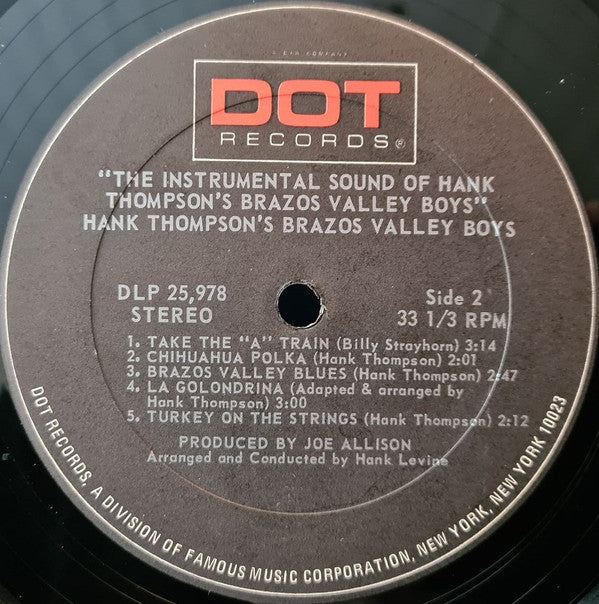 A G+W COMPANY
DOT
RECORDS®
"THE INSTRUMENTAL SOUND OF HANK
THOMPSON'S BRAZOS VALLEY BOYS"
HANK THOMPSON'S BRAZOS VALLEY BOYS
DLP 25,978
STEREO
Side 2
33 1/3 RPM
1. TAKE THE "A" TRAIN (Billy Strayhorn) 3:14
2. CHIHUAHUA POLKA (Hank Thompson) 2:01
3. BRAZOS VALLEY BLUES (Hank Thompson) 2:47
4. LA GOLONDRINA (Adapted & arranged by
Hank Thompson) 3:00
5. TURKEY ON THE STRINGS (Hank Thompson) 2:12
PRODUCED BY JOE ALLISON
Arranged and Conducted by Hank Levine
DOT RECORDS, A DIVISION OF FAMOUS MUSIC CORPORATION, NEW YORK, NEW YORK 10023